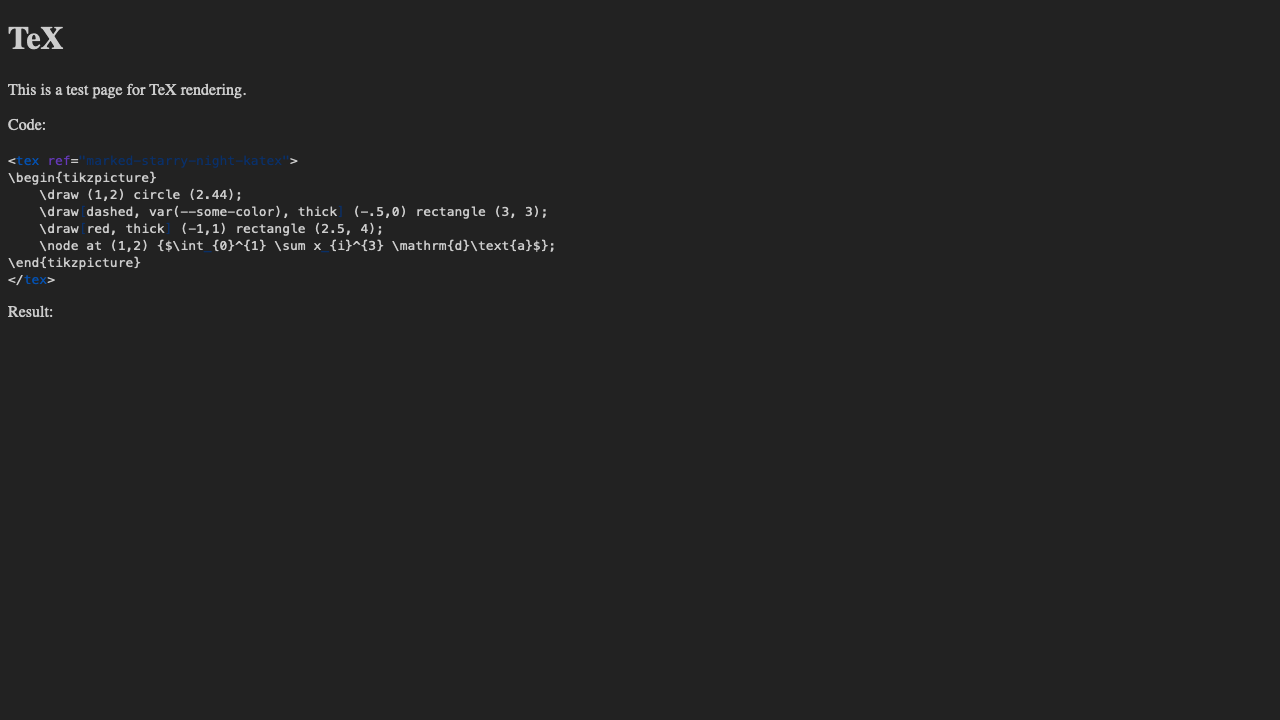 TeX
This is a test page for TeX rendering.
Code:
<tex ref="marked-starry-night-katex">
\begin{tikzpicture}
    \draw (1,2) circle (2.44);
    \draw[dashed, var(--some-color), thick] (-.5,0) rectangle (3, 3);
    \draw[red, thick] (-1,1) rectangle (2.5, 4);
    \node at (1,2) {$\int {0}^{1} \sum x {i}^{3} \mathrm{d}\text{a}$};
\end{tikzpicture}
</tex>
Result: